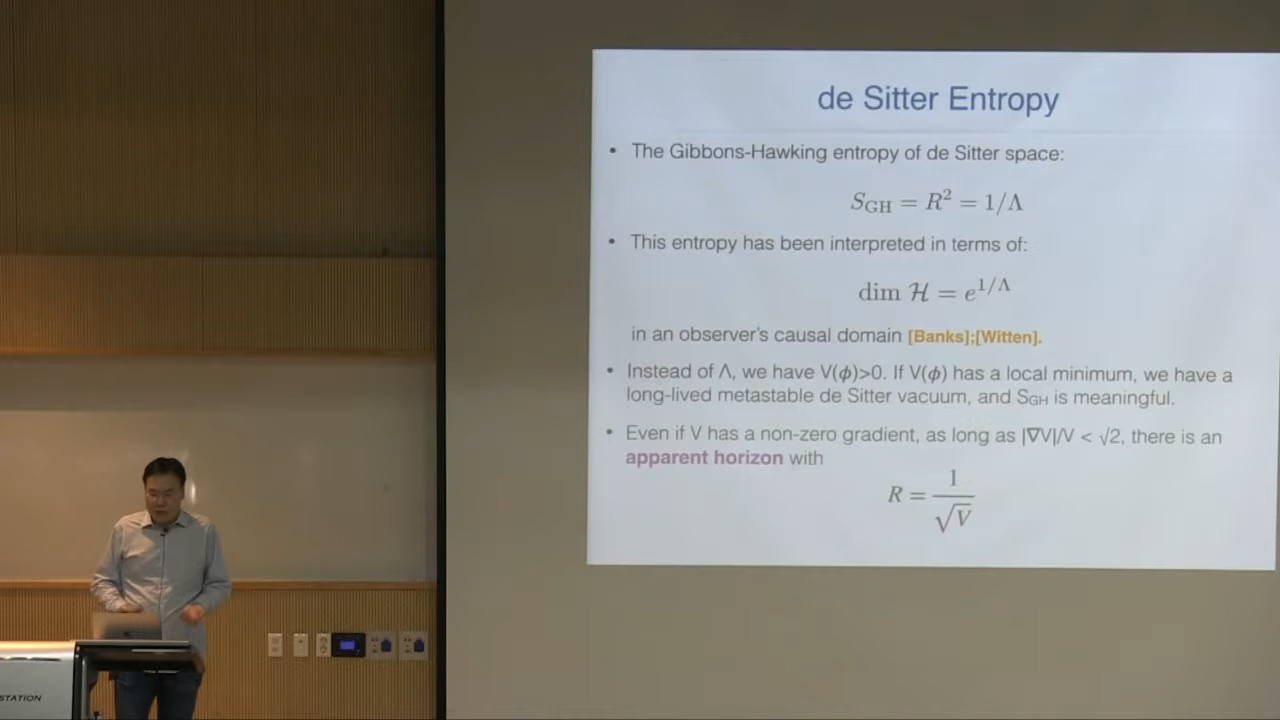 de Sitter Entropy
• The Gibbons-Hawking entropy of de Sitter space:
S_GH = R² = 1/Λ
• This entropy has been interpreted in terms of:
dim ℋ = e^{1/Λ}
in an observer's causal domain [Banks];[Witten].
• Instead of Λ, we have V(ϕ)>0. If V(ϕ) has a local minimum, we have a
long-lived metastable de Sitter vacuum, and S_GH is meaningful.
• Even if V has a non-zero gradient, as long as |∇V|/V < √2, there is an
apparent horizon with
R = 1/√V
STATION